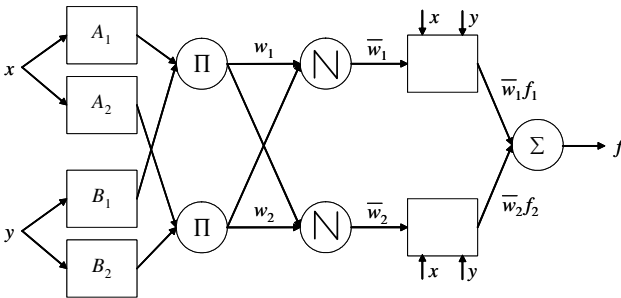 x y
A₁
x
A₂
Π w₁ N w̅₁
w̅₁f₁
Σ f
B₁
y
B₂
Π w₂ N w̅₂
w̅₂f₂
x y